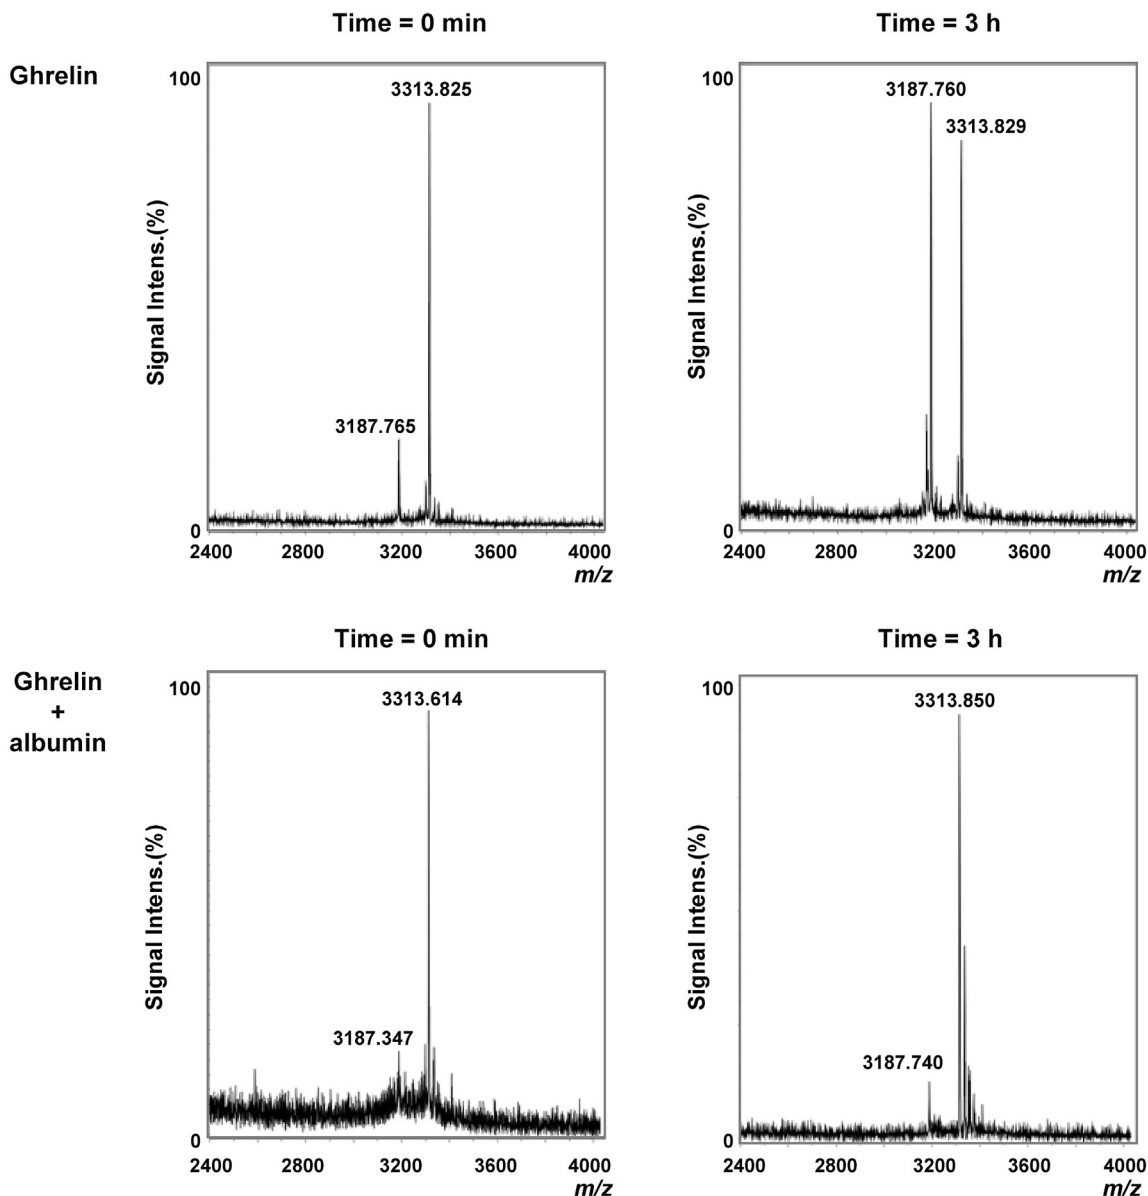 Time = 0 min
Time = 3 h
Ghrelin
100
3313.825
3187.765
Signal Intens.(%)
0
2400 2800 3200 3600 4000
m/z
100
3187.760
3313.829
Signal Intens.(%)
0
2400 2800 3200 3600 4000
m/z
Time = 0 min
Time = 3 h
Ghrelin
+
albumin
100
3313.614
3187.347
Signal Intens.(%)
0
2400 2800 3200 3600 4000
m/z
100
3313.850
3187.740
Signal Intens.(%)
0
2400 2800 3200 3600 4000
m/z